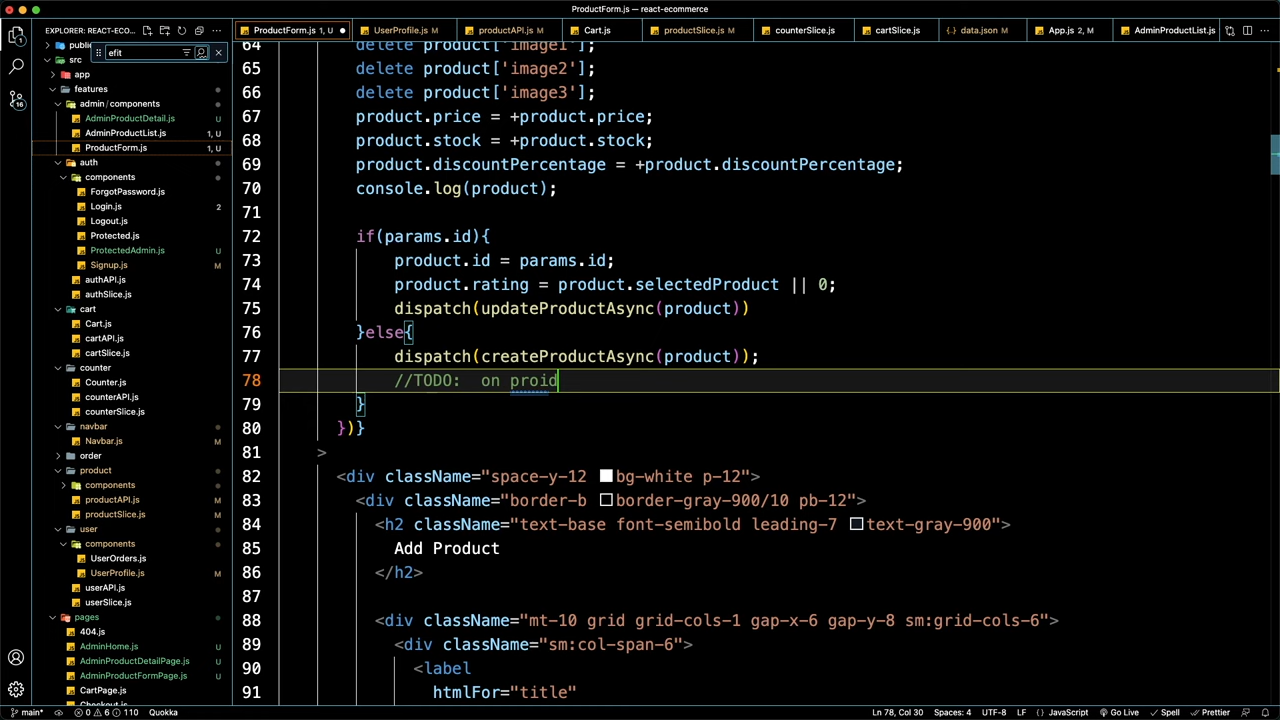 ProductForm.js — react-ecommerce
EXPLORER: REACT-ECO...
efit
ProductForm.js 1, U
UserProfile.js M
productAPI.js M
Cart.js
productSlice.js M
counterSlice.js
cartSlice.js
data.json M
App.js 2, M
AdminProductList.js
public
src
app
features
admin / components
AdminProductDetail.js U
AdminProductList.js 1, U
ProductForm.js 1, U
auth
components
ForgotPassword.js
Login.js 2
Logout.js
Protected.js
ProtectedAdmin.js U
Signup.js M
authAPI.js
authSlice.js
cart
Cart.js
cartAPI.js
cartSlice.js
counter
Counter.js
counterAPI.js
counterSlice.js
navbar
Navbar.js M
order
product
components
productAPI.js M
productSlice.js M
user
components
UserOrders.js
UserProfile.js M
userAPI.js
userSlice.js
pages
404.js
AdminHome.js U
AdminProductDetailPage.js U
AdminProductFormPage.js U
CartPage.js
Checkout.js
16
64 delete product['image1'];
65 delete product['image2'];
66 delete product['image3'];
67 product.price = +product.price;
68 product.stock = +product.stock;
69 product.discountPercentage = +product.discountPercentage;
70 console.log(product);
71
72 if(params.id){
73 product.id = params.id;
74 product.rating = product.selectedProduct || 0;
75 dispatch(updateProductAsync(product))
76 }else{
77 dispatch(createProductAsync(product));
78 //TODO:  on proid
79 }
80 })}
81 >
82 <div className="space-y-12 bg-white p-12">
83 <div className="border-b border-gray-900/10 pb-12">
84 <h2 className="text-base font-semibold leading-7 text-gray-900">
85 Add Product
86 </h2>
87
88 <div className="mt-10 grid grid-cols-1 gap-x-6 gap-y-8 sm:grid-cols-6">
89 <div className="sm:col-span-6">
90 <label
91 htmlFor="title"
main* 0 6 110 Quokka Ln 78, Col 30 Spaces: 4 UTF-8 LF {} JavaScript Go Live Spell Prettier